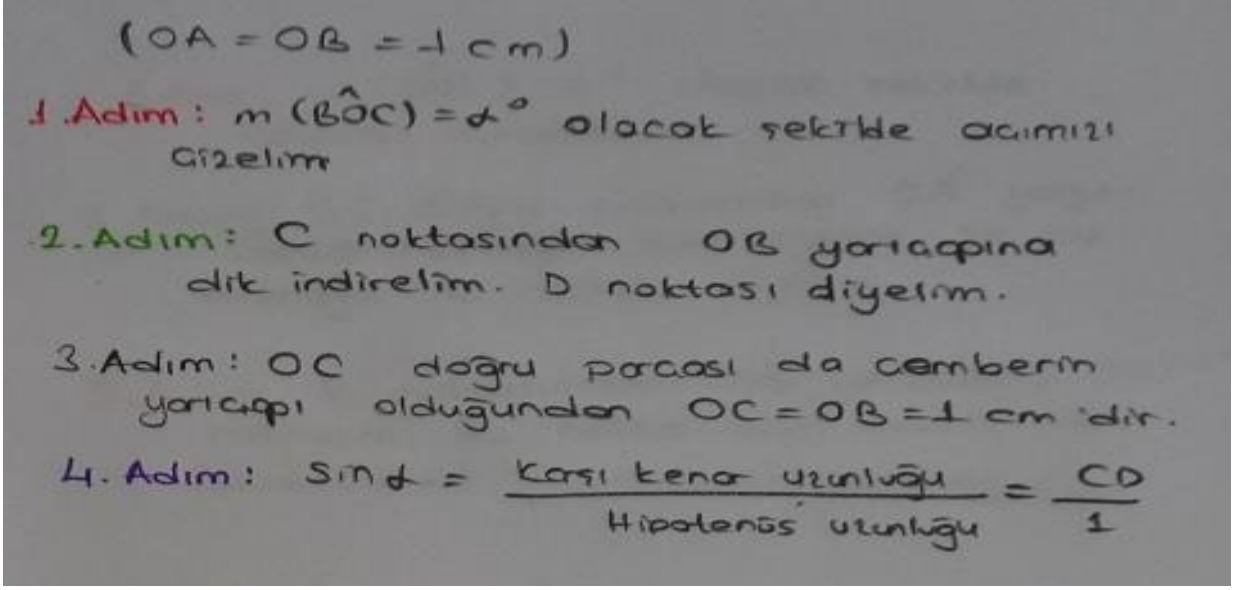 (OA = OB = 1 cm)
1.Adım: m (BÔC) = α° olacak şekilde açımızı
çizelim
2.Adım: C noktasından OB yarıçapına
dik indirelim. D noktası diyelim.
3.Adım: OC doğru parçası da çemberin
yarıçapı olduğundan OC = OB = 1 cm'dir.
4.Adım: Sinα = Karşı kenar uzunluğu / Hipotenüs uzunluğu = CD / 1